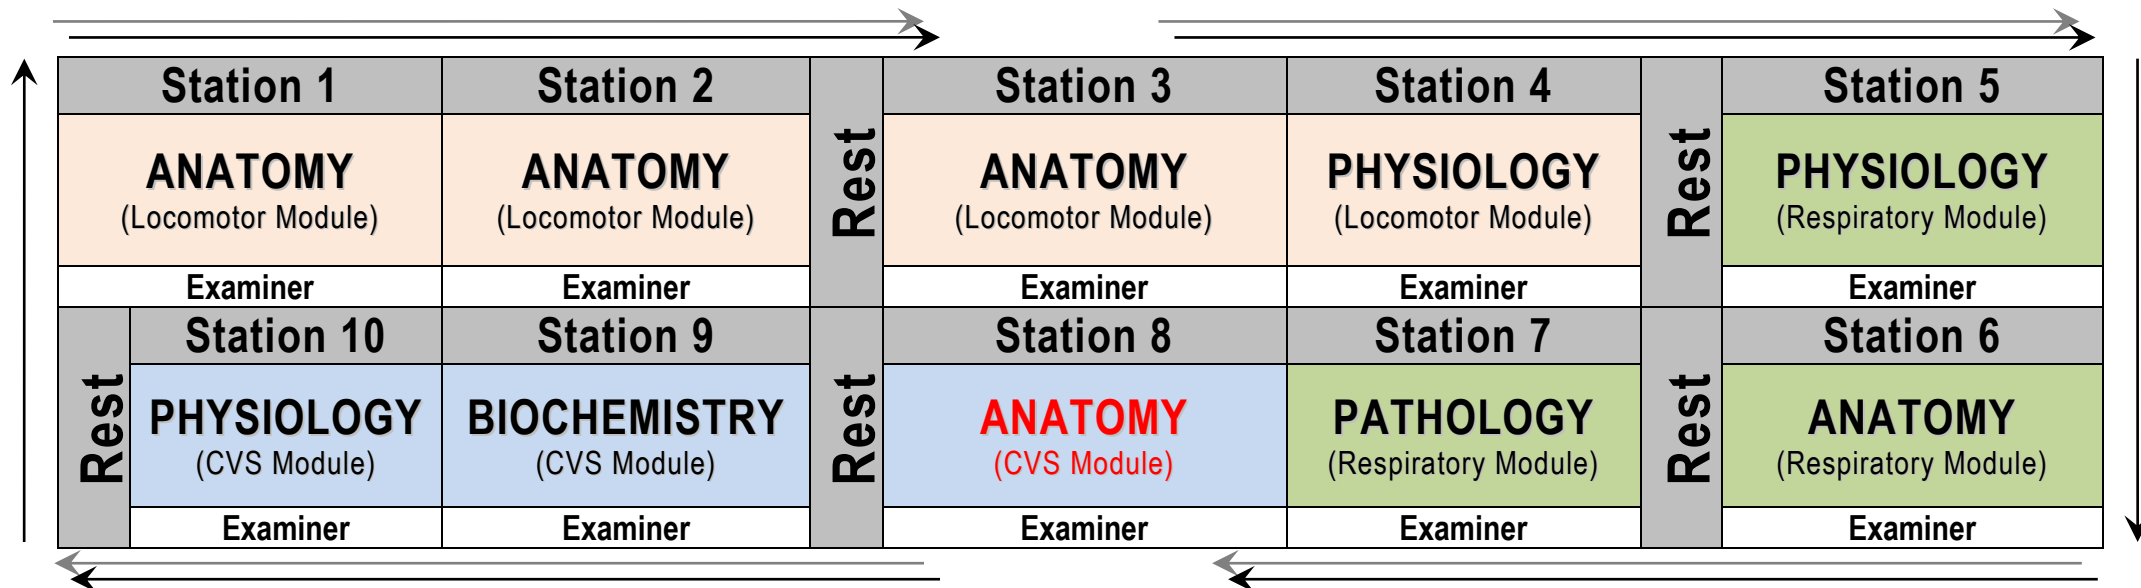 Station 1
Station 2
Rest
Station 3
Station 4
Rest
Station 5
ANATOMY
(Locomotor Module)
ANATOMY
(Locomotor Module)
ANATOMY
(Locomotor Module)
PHYSIOLOGY
(Locomotor Module)
PHYSIOLOGY
(Respiratory Module)
Examiner
Examiner
Examiner
Examiner
Examiner
Rest
Station 10
Station 9
Rest
Station 8
Station 7
Rest
Station 6
PHYSIOLOGY
(CVS Module)
BIOCHEMISTRY
(CVS Module)
ANATOMY
(CVS Module)
PATHOLOGY
(Respiratory Module)
ANATOMY
(Respiratory Module)
Examiner
Examiner
Examiner
Examiner
Examiner